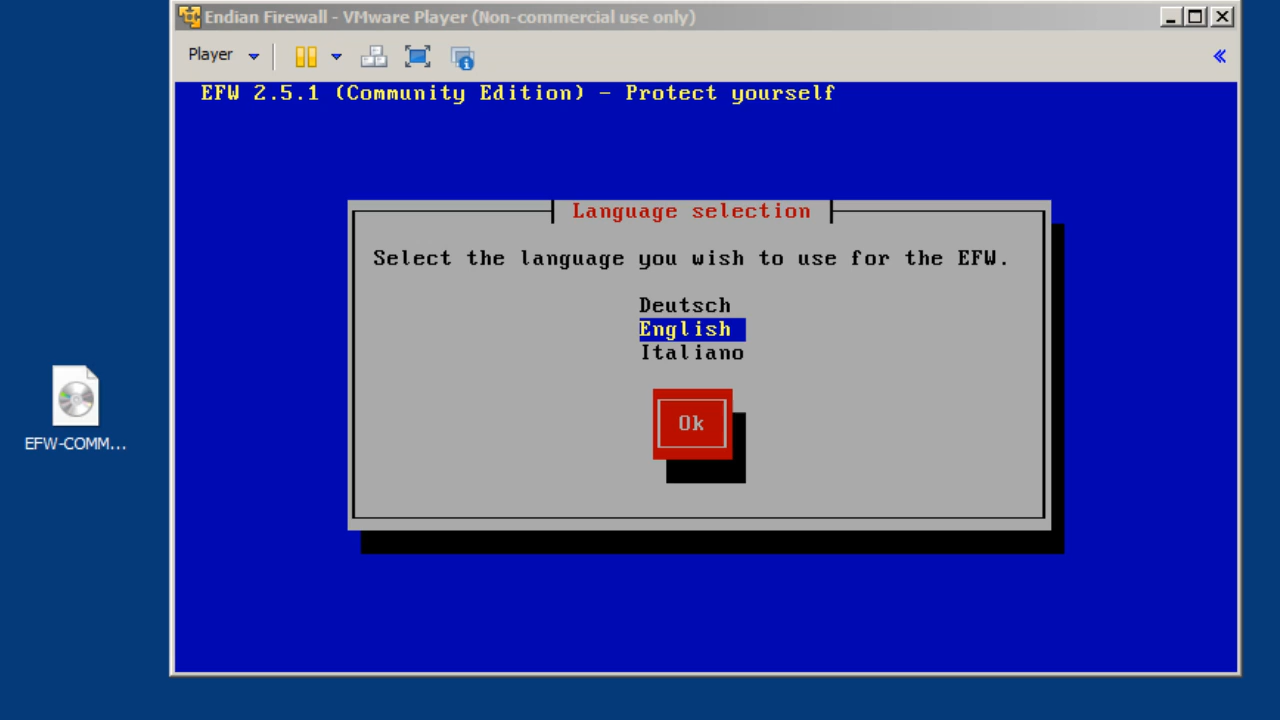 Endian Firewall - VMware Player (Non-commercial use only)
Player
EFW 2.5.1 (Community Edition) - Protect yourself
Language selection
Select the language you wish to use for the EFW.
Deutsch
English
Italiano
Ok
EFW-COMM...